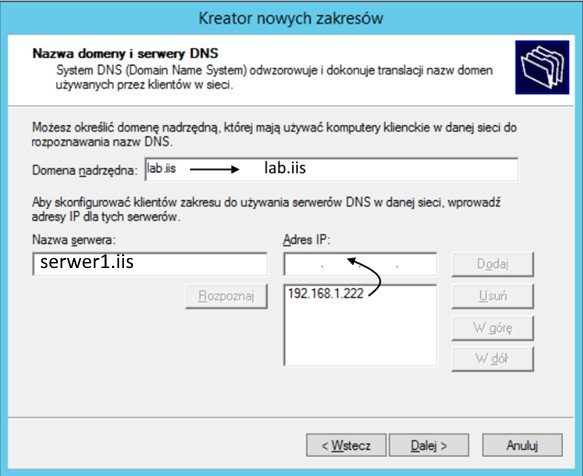 Kreator nowych zakresów
Nazwa domeny i serwery DNS
System DNS (Domain Name System) odwzorowuje i dokonuje translacji nazw domen
używanych przez klientów w sieci.
Możesz określić domenę nadrzędną, której mają używać komputery klienckie w danej sieci do
rozpoznawania nazw DNS.
Domena nadrzędna: lab.iis lab.iis
Aby skonfigurować klientów zakresu do używania serwerów DNS w danej sieci, wprowadź
adresy IP dla tych serwerów.
Nazwa serwera: Adres IP:
serwer1.iis . . . Dodaj
Rozpoznaj 192.168.1.222 Usuń
W górę
W dół
< Wstecz Dalej > Anuluj